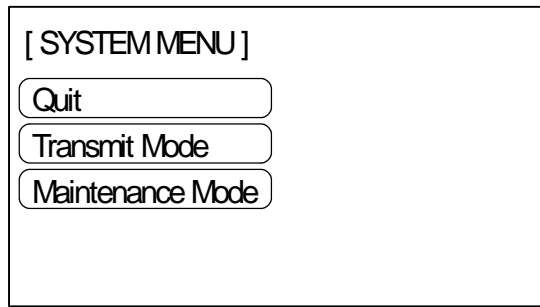 [ SYSTEM MENU ]
Quit
Transmit Mode
Maintenance Mode